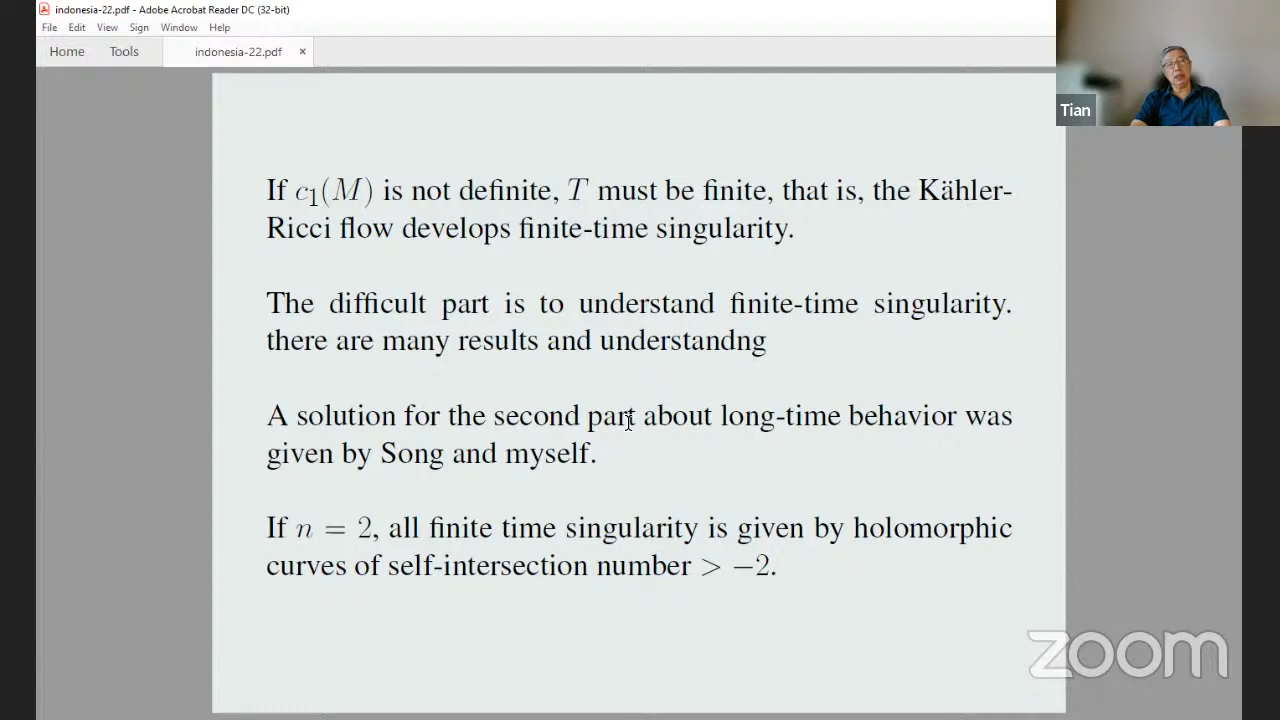 indonesia-22.pdf - Adobe Acrobat Reader DC (32-bit)
File Edit View Sign Window Help
Home Tools indonesia-22.pdf ×
Tian
If c₁(M) is not definite, T must be finite, that is, the Kähler-
Ricci flow develops finite-time singularity.
The difficult part is to understand finite-time singularity.
there are many results and understandng
A solution for the second part about long-time behavior was
given by Song and myself.
If n = 2, all finite time singularity is given by holomorphic
curves of self-intersection number > −2.
zoom